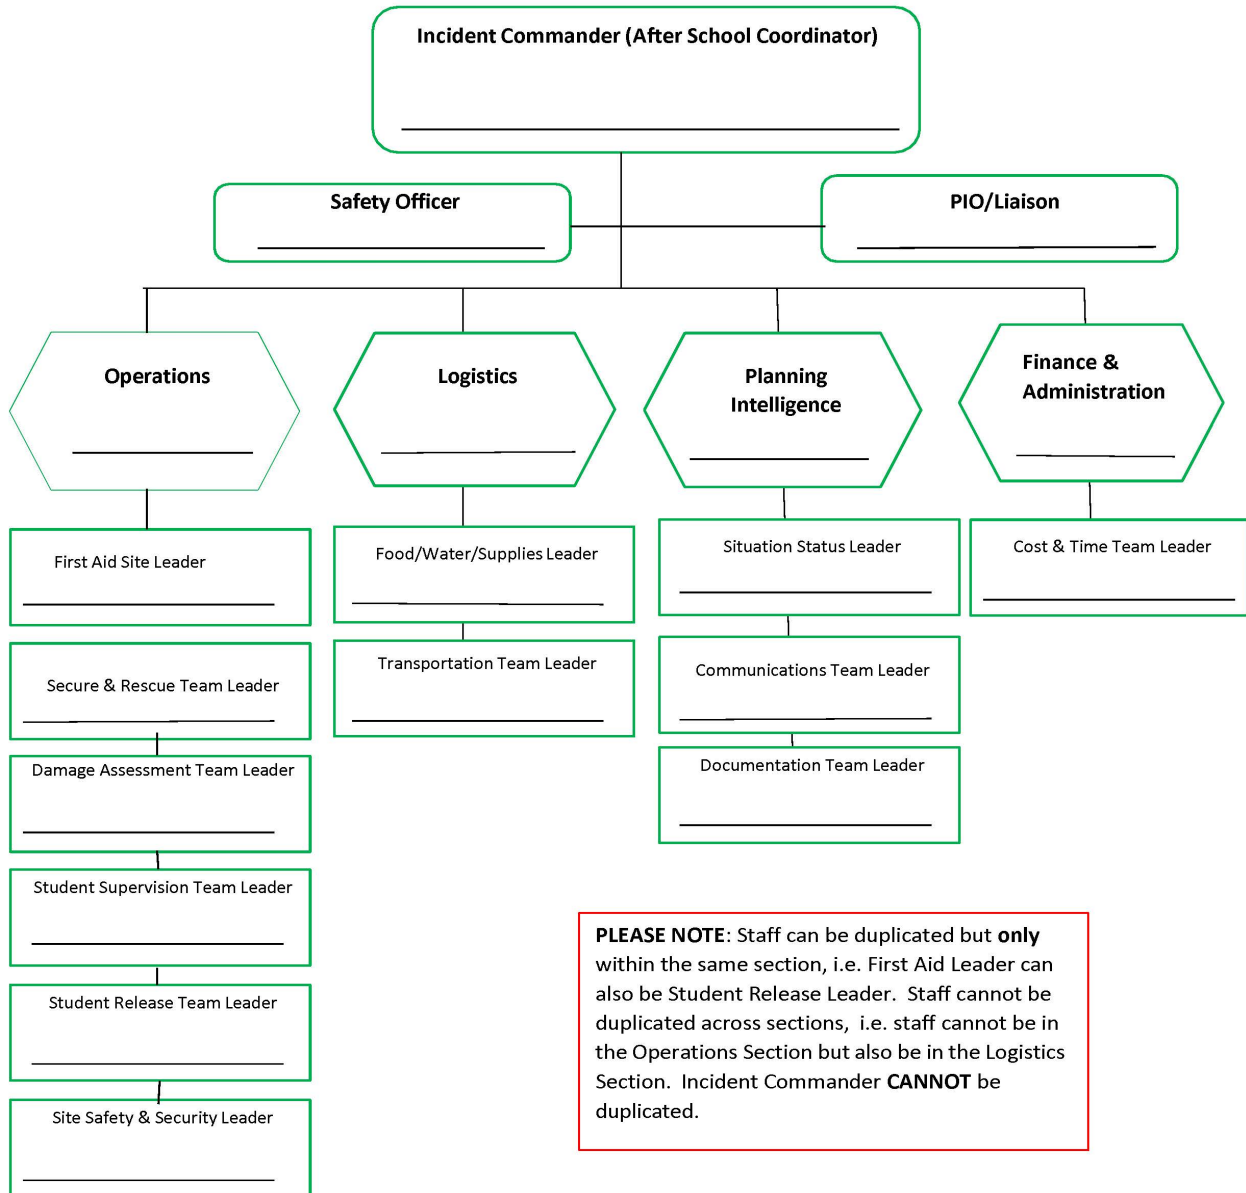 Incident Commander (After School Coordinator)
Safety Officer
PIO/Liaison
Operations
Logistics
Planning
Intelligence
Finance &
Administration
First Aid Site Leader
Secure & Rescue Team Leader
Damage Assessment Team Leader
Student Supervision Team Leader
Student Release Team Leader
Site Safety & Security Leader
Food/Water/Supplies Leader
Transportation Team Leader
Situation Status Leader
Communications Team Leader
Documentation Team Leader
Cost & Time Team Leader
PLEASE NOTE: Staff can be duplicated but only
within the same section, i.e. First Aid Leader can
also be Student Release Leader.  Staff cannot be
duplicated across sections,  i.e. staff cannot be in
the Operations Section but also be in the Logistics
Section.  Incident Commander CANNOT be
duplicated.